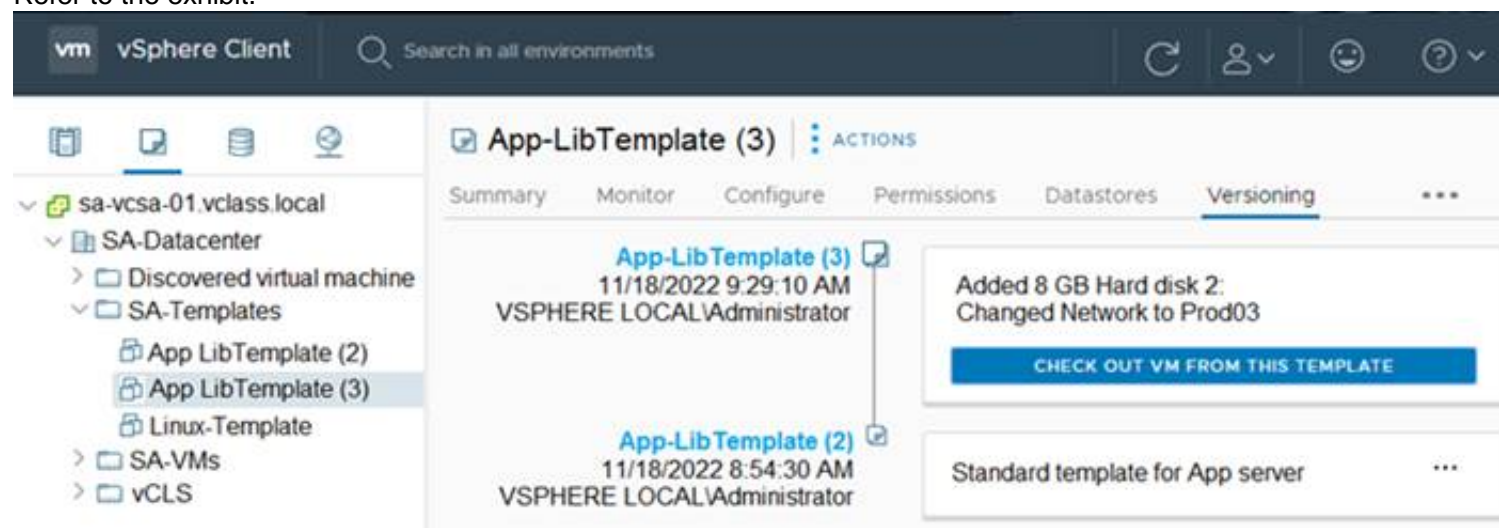 Refer to the exhibit.
vm vSphere Client Search in all environments
App-LibTemplate (3) ACTIONS
Summary Monitor Configure Permissions Datastores Versioning ...
sa-vcsa-01.vclass.local
SA-Datacenter
Discovered virtual machine
SA-Templates
App LibTemplate (2)
App LibTemplate (3)
Linux-Template
SA-VMs
vCLS
App-LibTemplate (3)
11/18/2022 9:29:10 AM
VSPHERE LOCAL\Administrator
Added 8 GB Hard disk 2:
Changed Network to Prod03
CHECK OUT VM FROM THIS TEMPLATE
App-LibTemplate (2)
11/18/2022 8:54:30 AM
VSPHERE LOCAL\Administrator
Standard template for App server ...